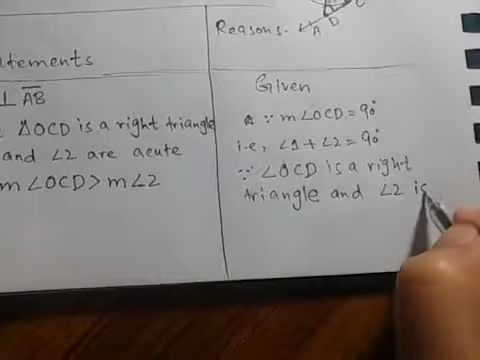 C
D
A
Reasons.
atements
Given
⊥ AB
∵ m∠OCD = 90°
ΔOCD is a right triangle
i.e, ∠1 + ∠2 = 90°
and ∠2 are acute
∵ ∠OCD is a right
m∠OCD > m∠2
triangle and ∠2 is